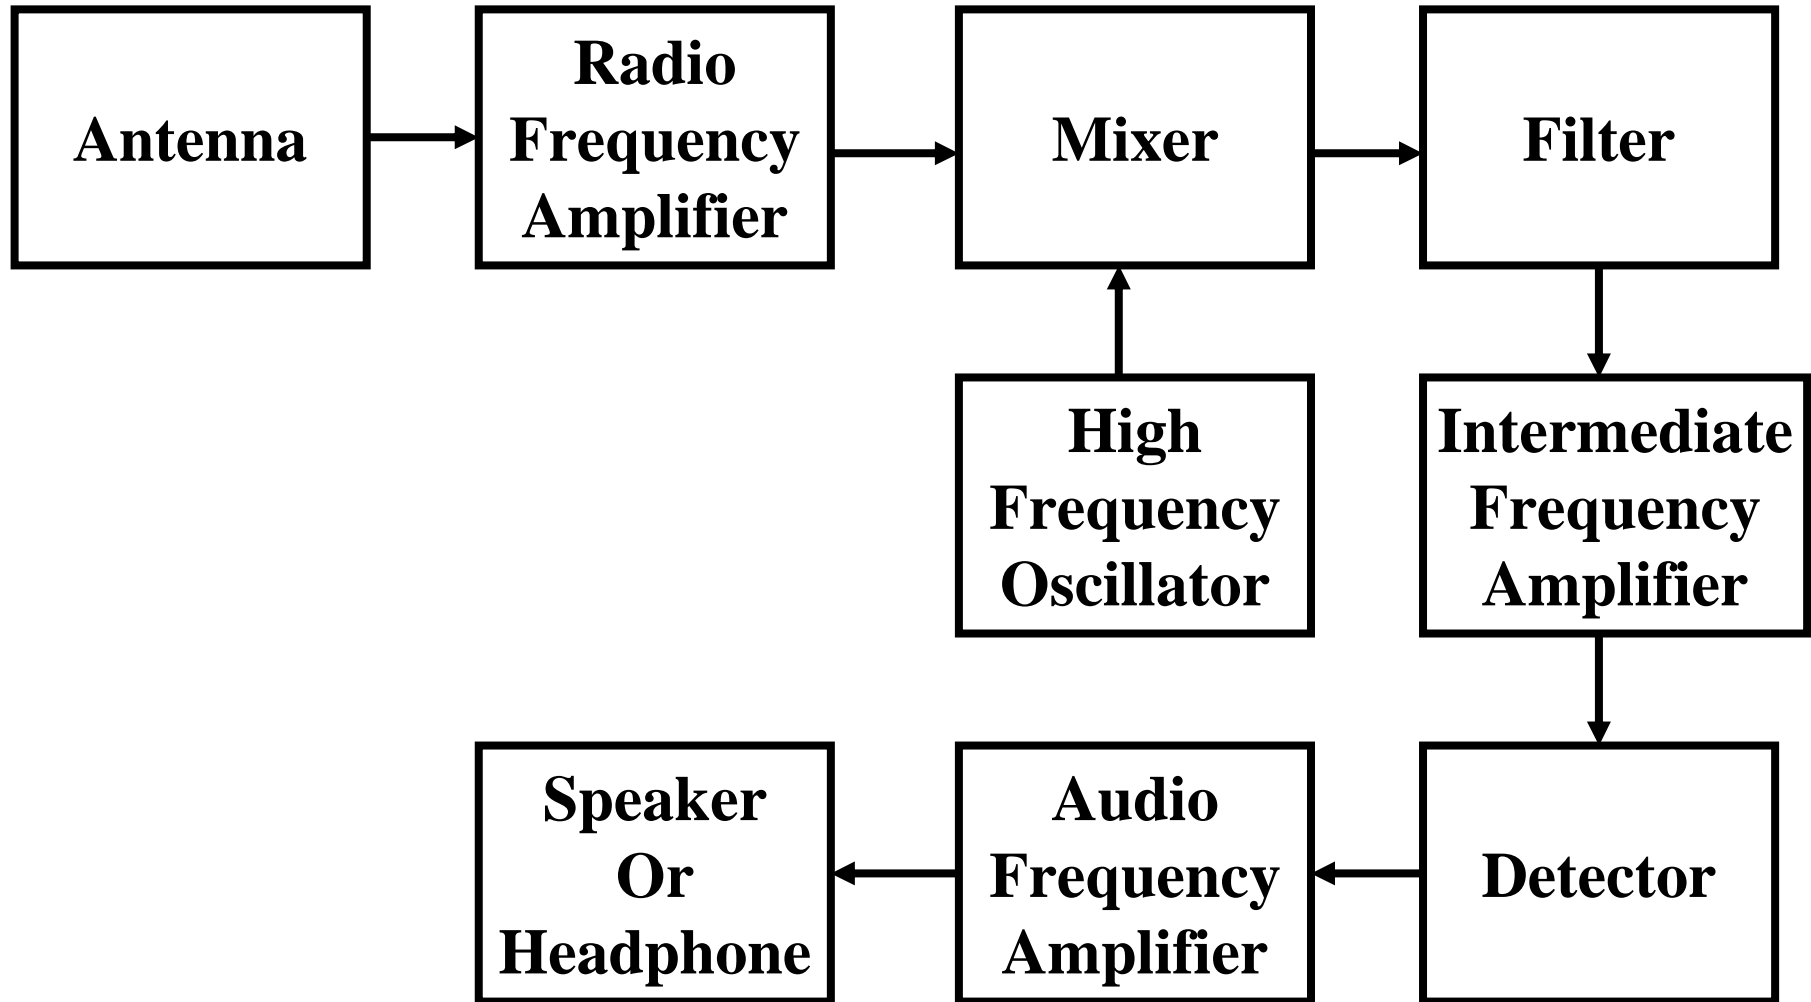 Antenna
Radio
Frequency
Amplifier
Mixer
Filter
High
Frequency
Oscillator
Intermediate
Frequency
Amplifier
Speaker
Or
Headphone
Audio
Frequency
Amplifier
Detector